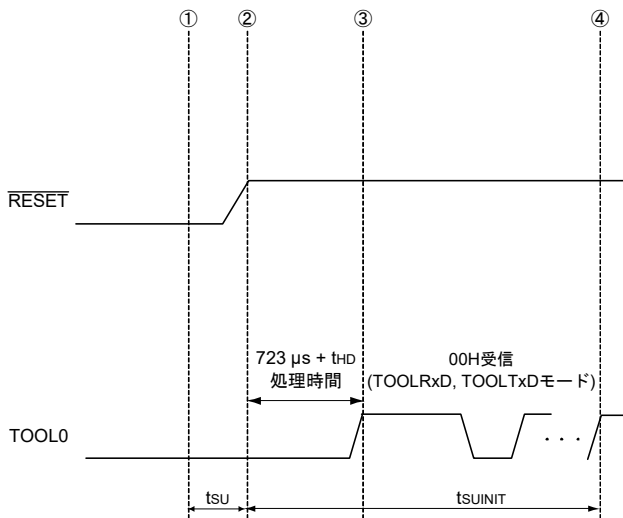 ① ② ③ ④
RESET
723 µs + tHD
処理時間
00H受信
(TOOLRxD, TOOLTxDモード)
TOOL0
. . .
tSU
tSUINIT